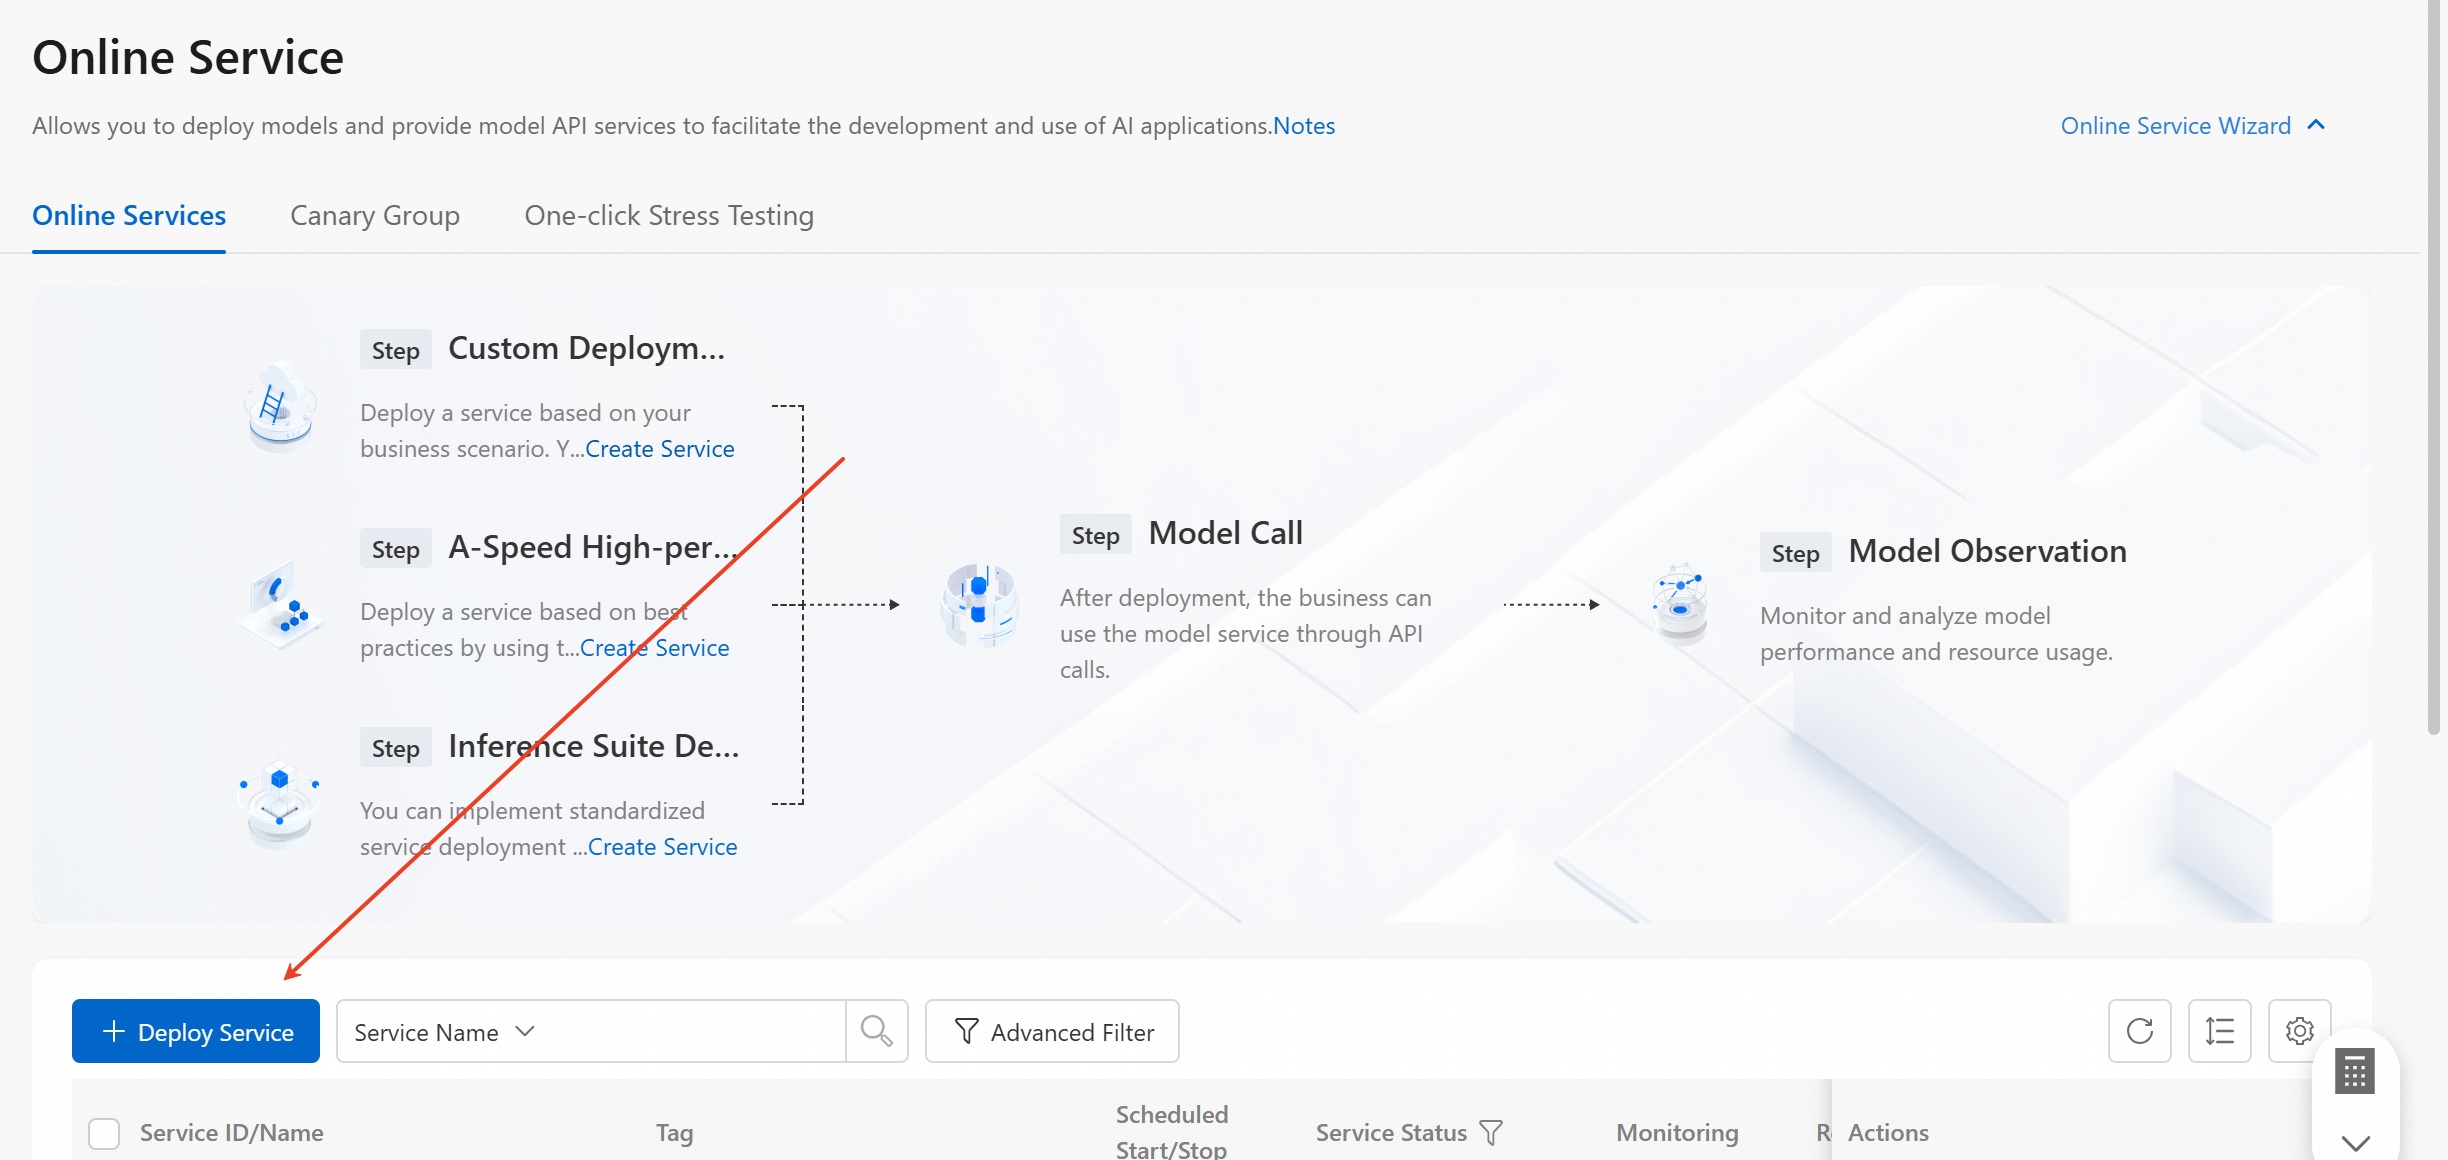 Online Service
Allows you to deploy models and provide model API services to facilitate the development and use of AI applications.Notes
Online Service Wizard
Online Services
Canary Group
One-click Stress Testing
Step Custom Deploym...
Deploy a service based on your
business scenario. Y...Create Service
Step A-Speed High-per...
Deploy a service based on best
practices by using t...Create Service
Step Inference Suite De...
You can implement standardized
service deployment ...Create Service
Step Model Call
After deployment, the business can
use the model service through API
calls.
Step Model Observation
Monitor and analyze model
performance and resource usage.
Deploy Service
Service Name
Advanced Filter
Service ID/Name
Tag
Scheduled
Start/Stop
Service Status
Monitoring
Actions